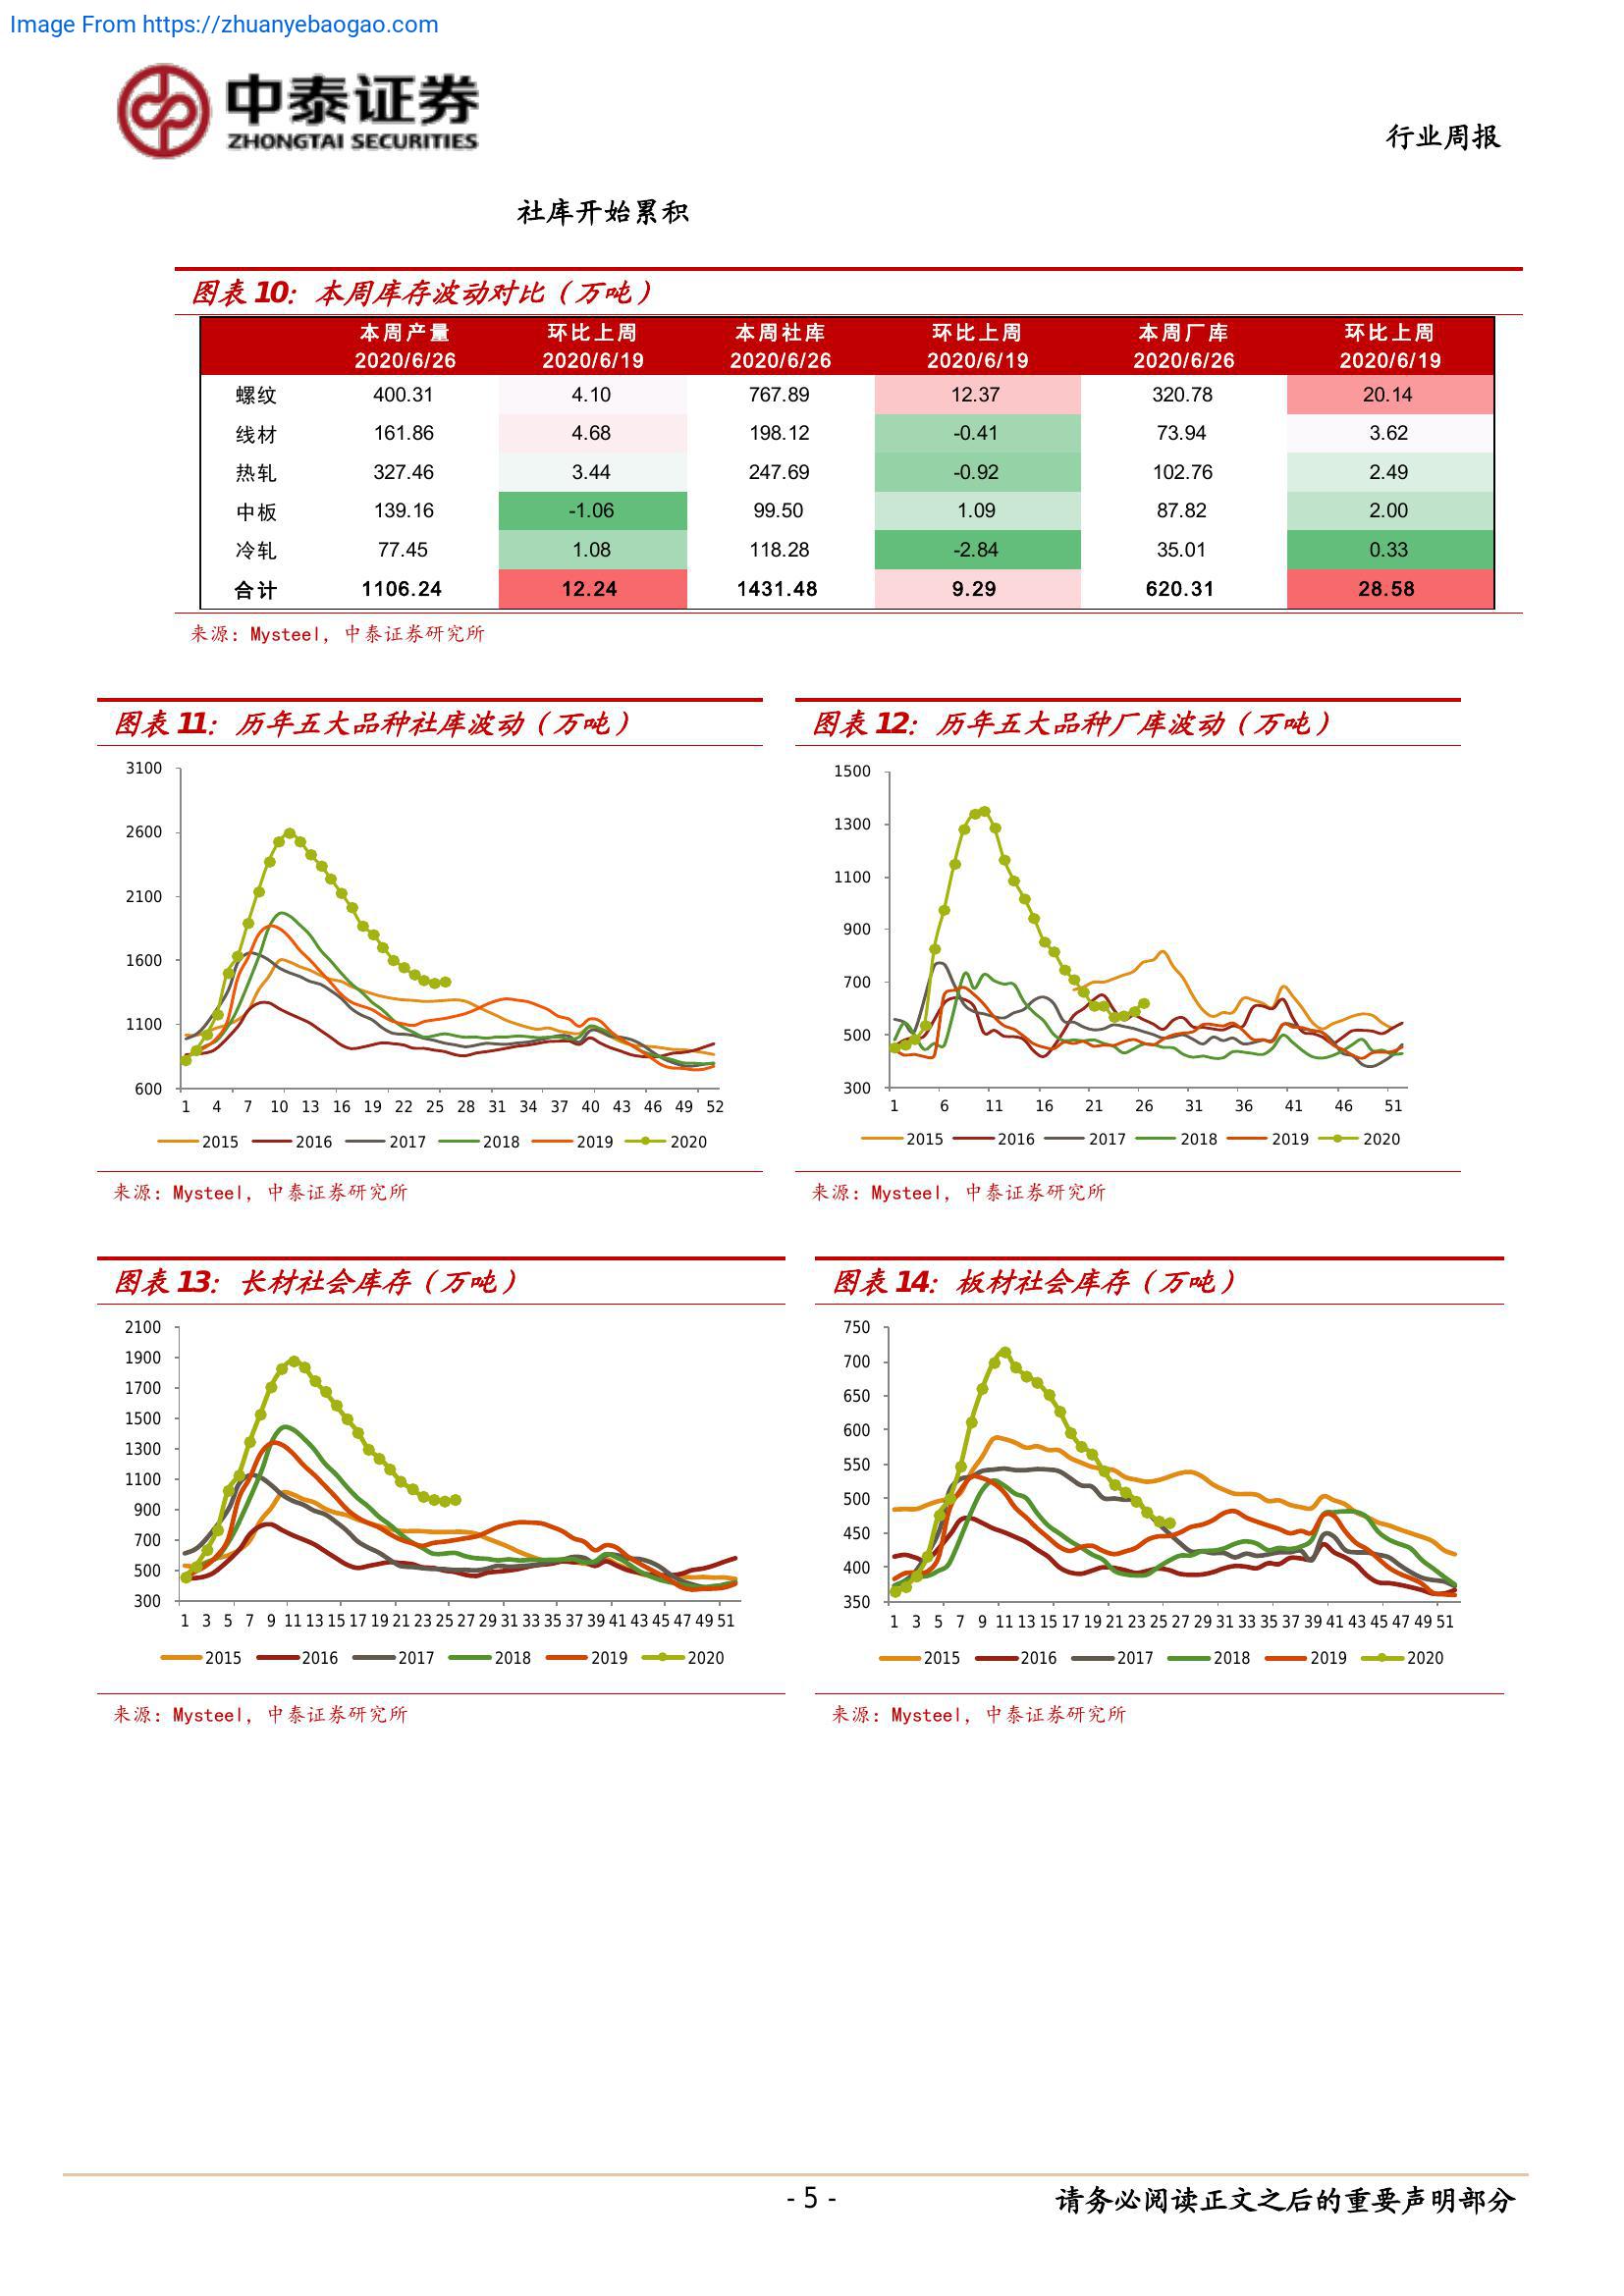 Image From https://zhuanyebaogao.com
中泰证券
ZHONGTAI SECURITIES
行业周报
社库开始累积
图表 10：本周库存波动对比（万吨）
本周产量 环比上周 本周社库 环比上周 本周厂库 环比上周
2020/6/26 2020/6/19 2020/6/26 2020/6/19 2020/6/26 2020/6/19
螺纹 400.31 4.10 767.89 12.37 320.78 20.14
线材 161.86 4.68 198.12 -0.41 73.94 3.62
热轧 327.46 3.44 247.69 -0.92 102.76 2.49
中板 139.16 -1.06 99.50 1.09 87.82 2.00
冷轧 77.45 1.08 118.28 -2.84 35.01 0.33
合计 1106.24 12.24 1431.48 9.29 620.31 28.58
来源：Mysteel，中泰证券研究所
图表 11：历年五大品种社库波动（万吨）
3100
2600
2100
1600
1100
600
1 4 7 10 13 16 19 22 25 28 31 34 37 40 43 46 49 52
2015 2016 2017 2018 2019 2020
来源：Mysteel，中泰证券研究所
图表 12：历年五大品种厂库波动（万吨）
1500
1300
1100
900
700
500
300
1 6 11 16 21 26 31 36 41 46 51
2015 2016 2017 2018 2019 2020
来源：Mysteel，中泰证券研究所
图表 13：长材社会库存（万吨）
2100
1900
1700
1500
1300
1100
900
700
500
300
1 3 5 7 9 11 13 15 17 19 21 23 25 27 29 31 33 35 37 39 41 43 45 47 49 51
2015 2016 2017 2018 2019 2020
来源：Mysteel，中泰证券研究所
图表 14：板材社会库存（万吨）
750
700
650
600
550
500
450
400
350
1 3 5 7 9 11 13 15 17 19 21 23 25 27 29 31 33 35 37 39 41 43 45 47 49 51
2015 2016 2017 2018 2019 2020
来源：Mysteel，中泰证券研究所
- 5 -
请务必阅读正文之后的重要声明部分